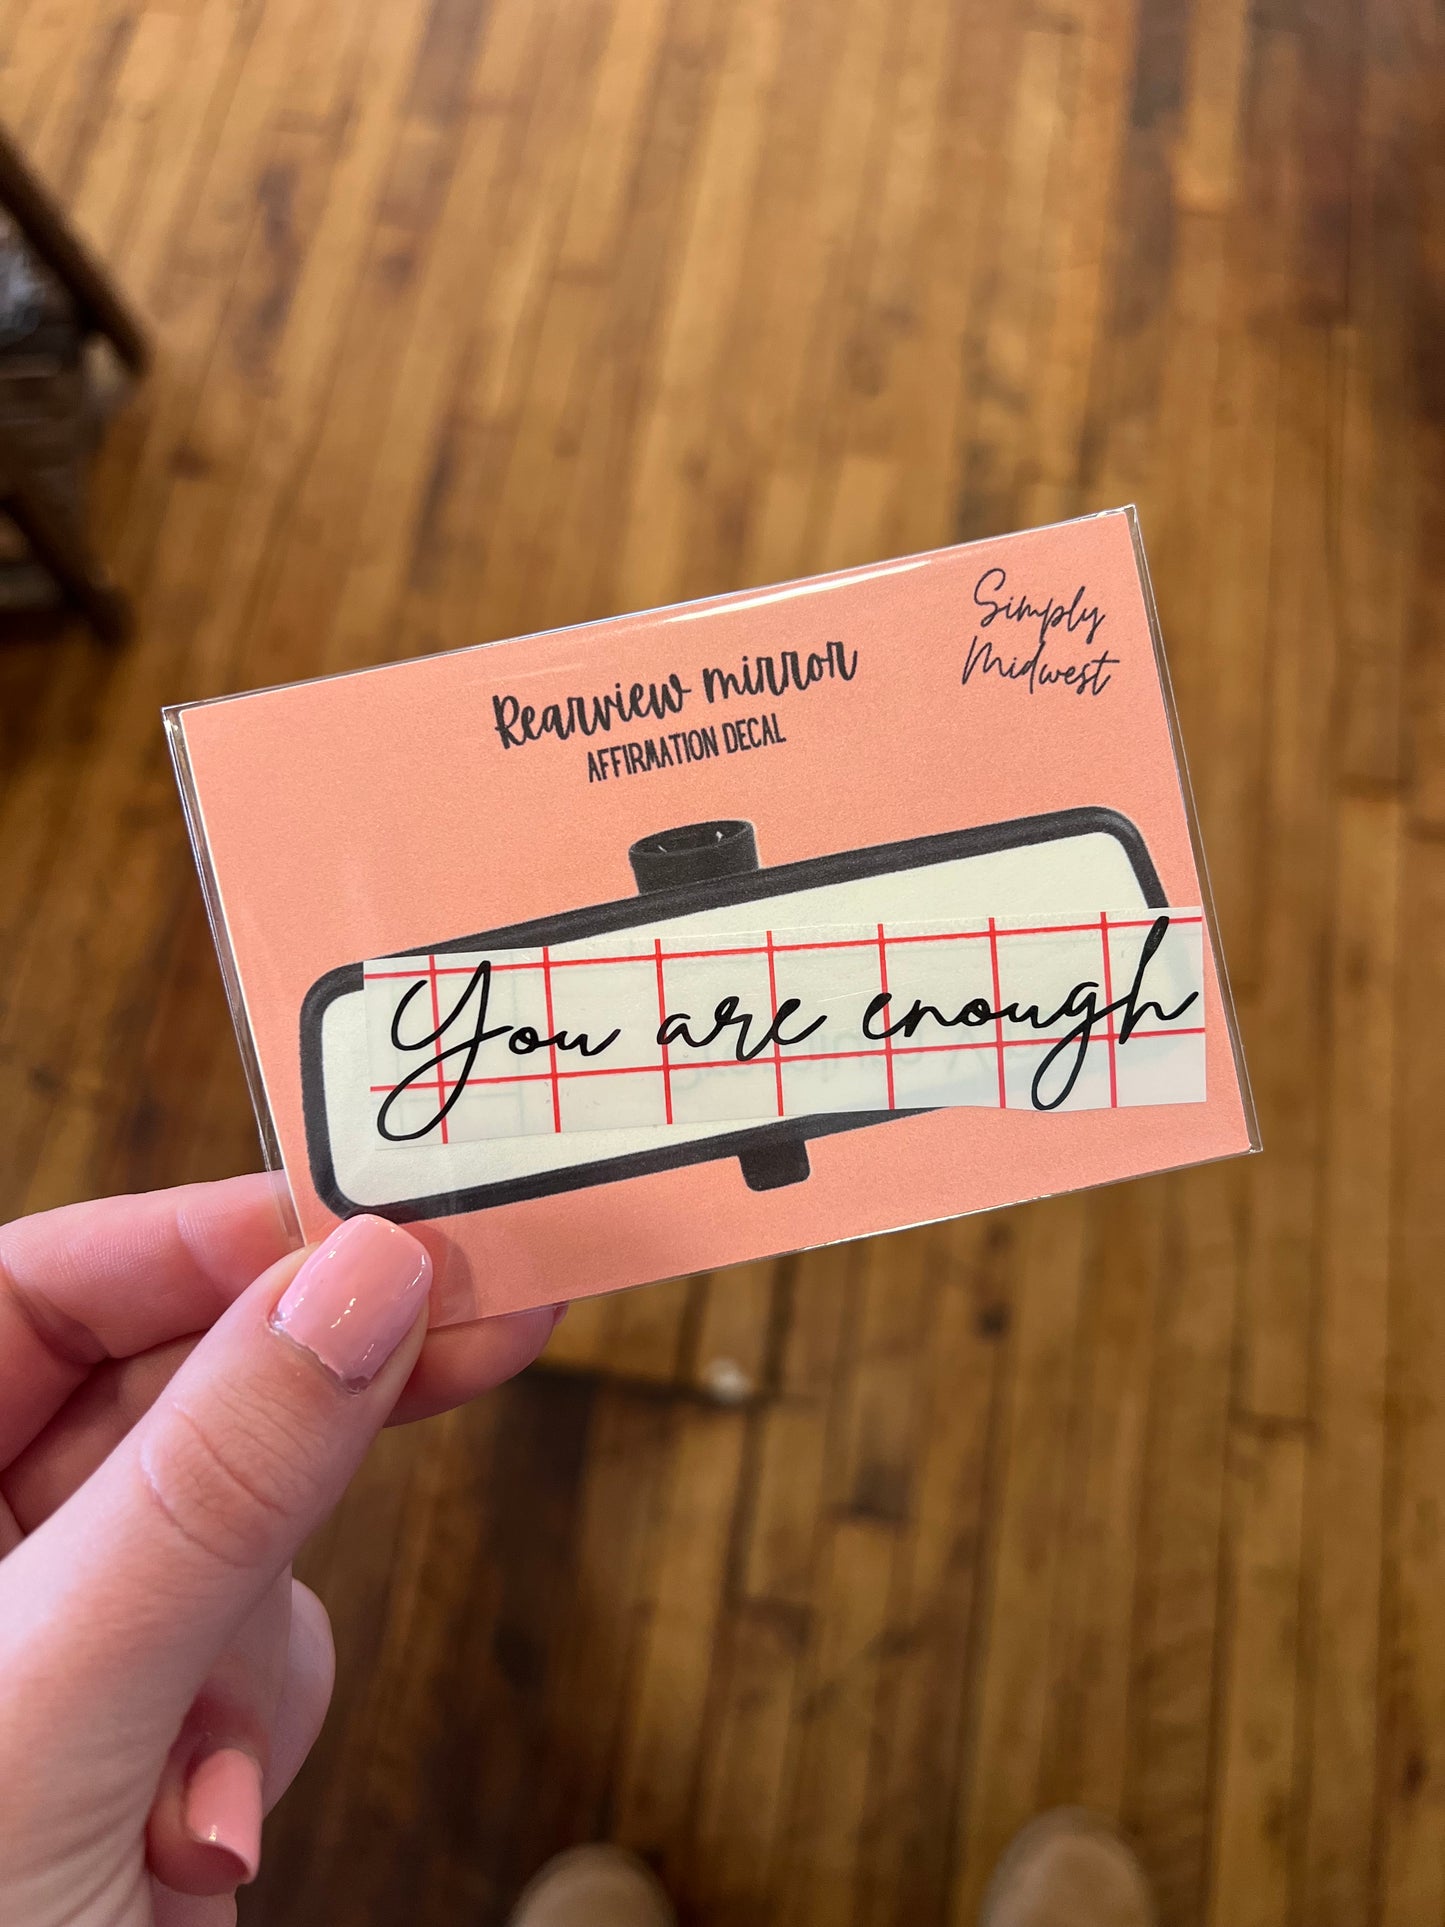 Simply
Midwest
Rearview mirror
AFFIRMATION DECAL
You are enough